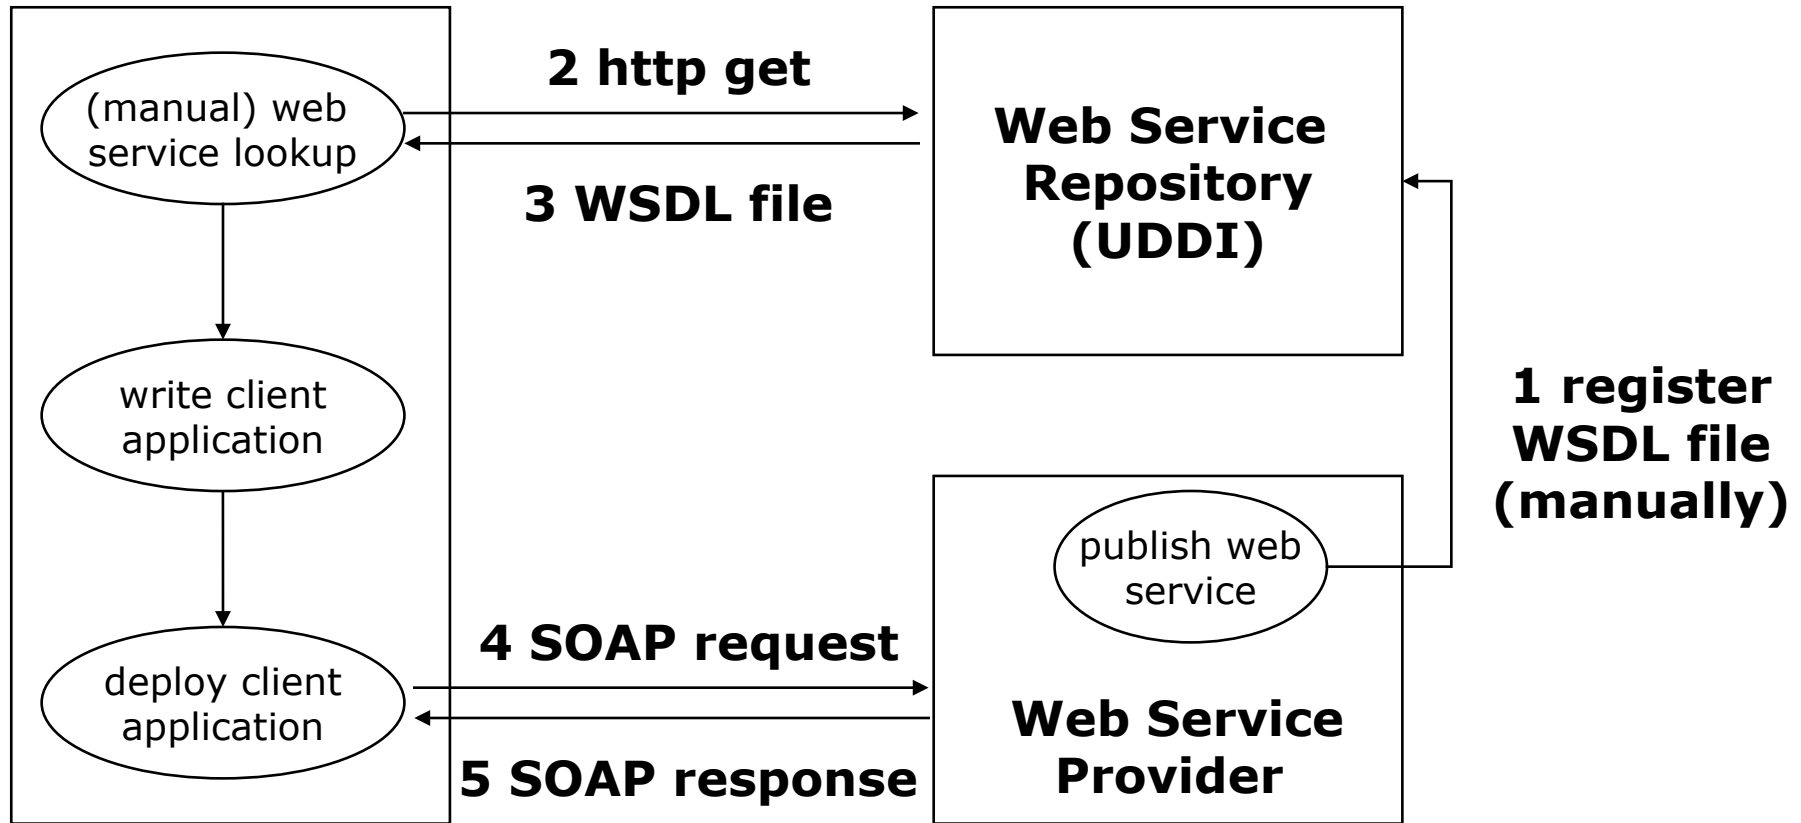 2 http get
(manual) web
service lookup
3 WSDL file
Web Service
Repository
(UDDI)
write client
application
1 register
WSDL file
(manually)
publish web
service
4 SOAP request
deploy client
application
5 SOAP response
Web Service
Provider